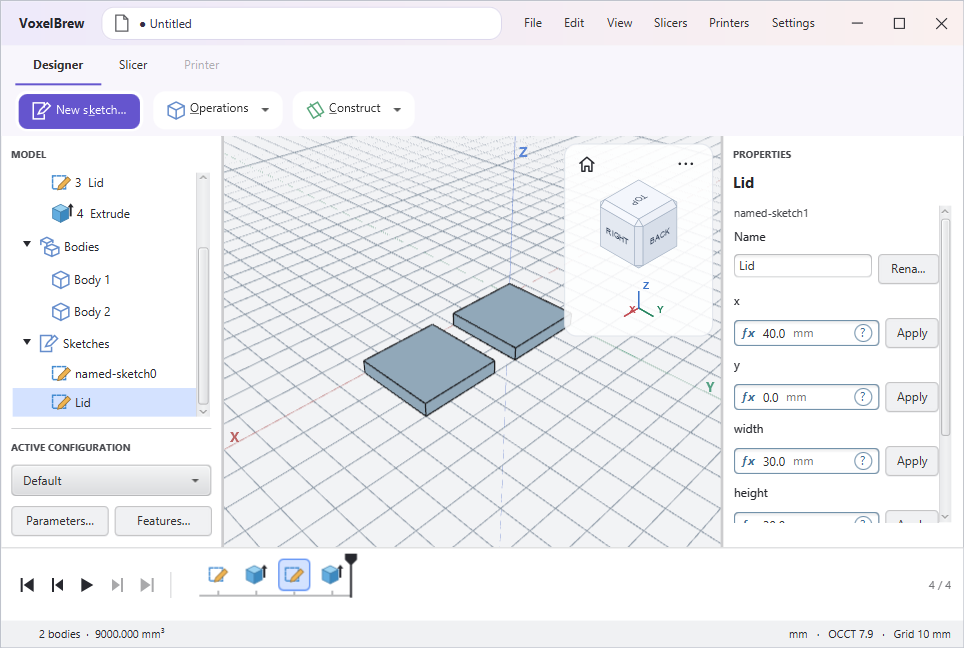 VoxelBrew
● Untitled
File
Edit
View
Slicers
Printers
Settings
Designer
Slicer
Printer
New sketch...
Operations
Construct
MODEL
3 Lid
4 Extrude
Bodies
Body 1
Body 2
Sketches
named-sketch0
Lid
ACTIVE CONFIGURATION
Default
Parameters...
Features...
Z
X
Y
TOP
RIGHT
BACK
Z
X
Y
PROPERTIES
Lid
named-sketch1
Name
Lid
Rena...
x
ƒx 40.0 mm ?
Apply
y
ƒx 0.0 mm ?
Apply
width
ƒx 30.0 mm ?
Apply
height
4 / 4
2 bodies · 9000.000 mm³
mm · OCCT 7.9 · Grid 10 mm